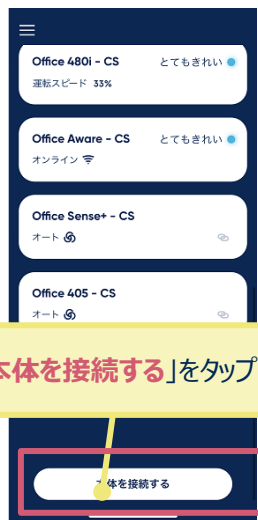 Office 480i - CS とてもきれい
運転スピード 33%
Office Aware - CS とてもきれい
オンライン
Office Sense+ - CS
オート
Office 405 - CS
オート
本体を接続する」をタップ
本体を接続する